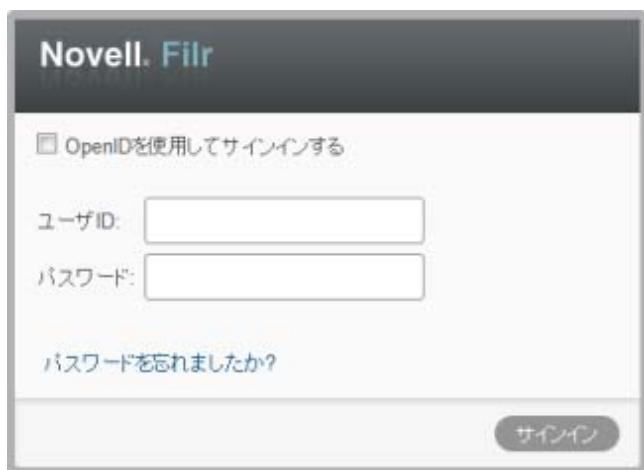 Novell. Filr
OpenIDを使用してサインインする
ユーザID:
パスワード:
パスワードを忘れましたか?
サインイン